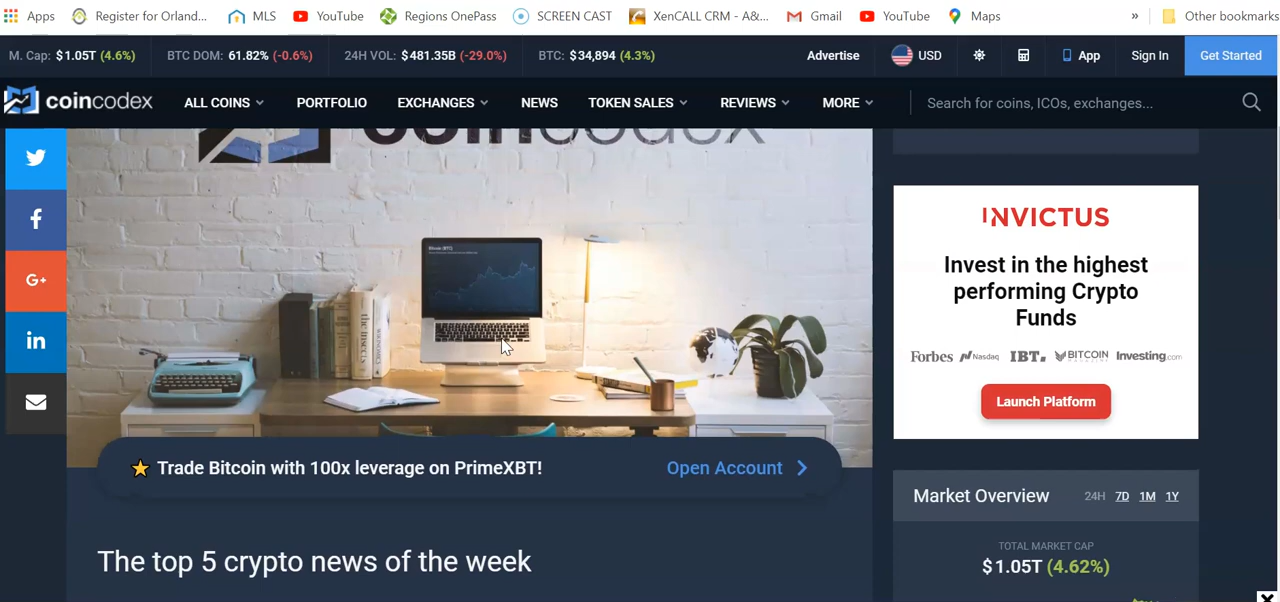 Apps Register for Orland... MLS YouTube Regions OnePass SCREEN CAST XenCALL CRM - A&... Gmail YouTube Maps » Other bookmarks
M. Cap: $1.05T (4.6%) BTC DOM: 61.82% (-0.6%) 24H VOL: $481.35B (-29.0%) BTC: $34,894 (4.3%) Advertise USD App Sign In Get Started
coincodex ALL COINS PORTFOLIO EXCHANGES NEWS TOKEN SALES REVIEWS MORE Search for coins, ICOs, exchanges...
G+
in
Bitcoin (BTC)
INVICTUS
Invest in the highest
performing Crypto
Funds
Forbes Nasdaq IBT. BITCOIN Investing.com
Launch Platform
Trade Bitcoin with 100x leverage on PrimeXBT! Open Account
Market Overview 24H 7D 1M 1Y
TOTAL MARKET CAP
$1.05T (4.62%)
The top 5 crypto news of the week